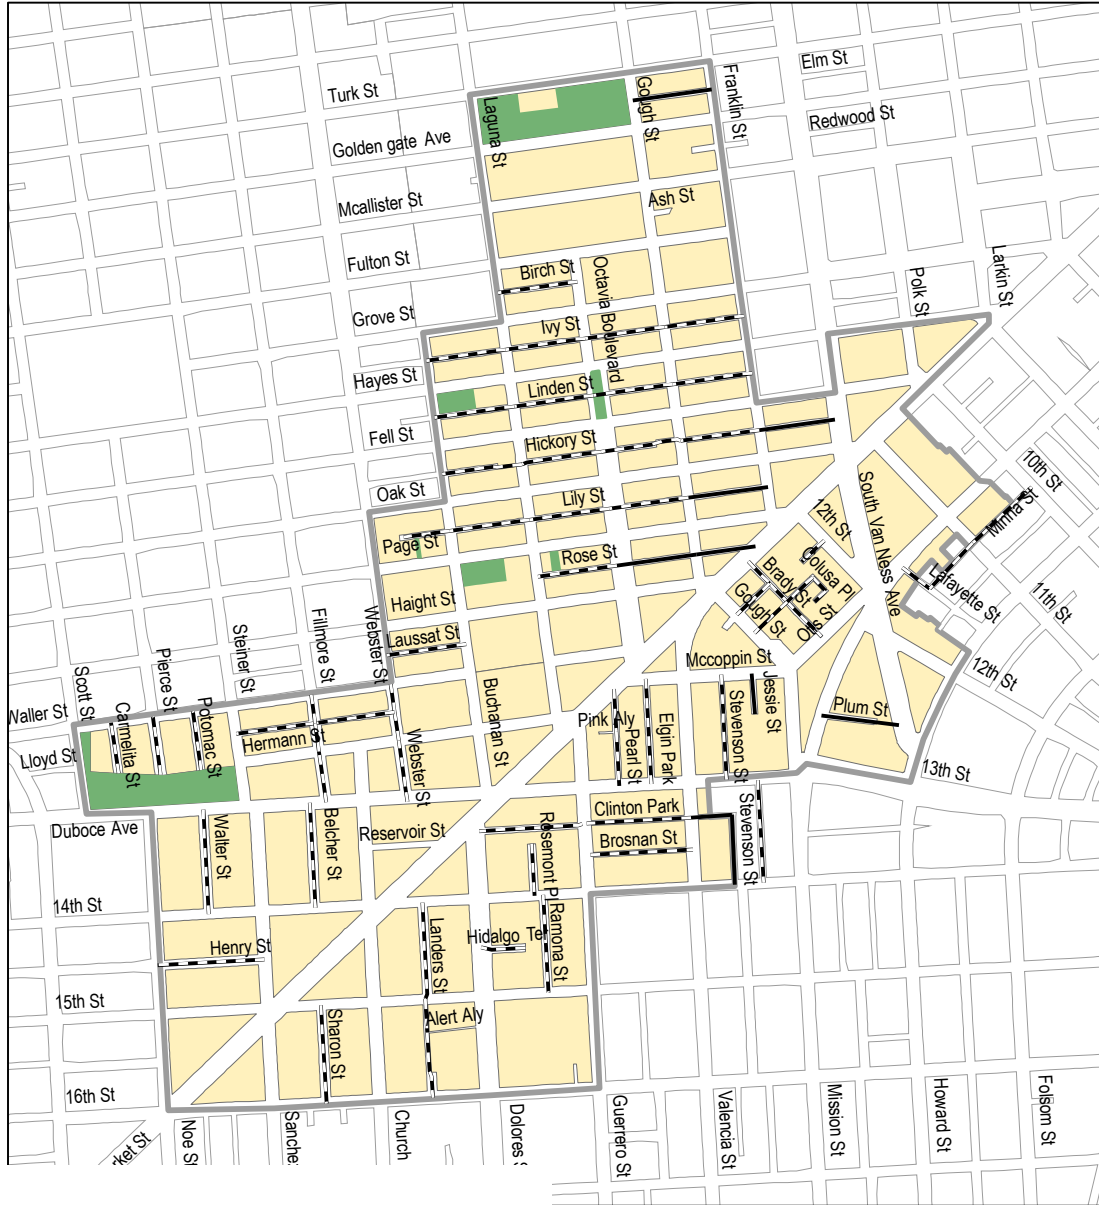 Elm St
Turk St
Franklin St
Gough St
Laguna St
Redwood St
Golden gate Ave
Mcallister St
Ash St
Fulton St
Birch St
Octavia Boulevard
Larkin St
Polk St
Grove St
Ivy St
Hayes St
Linden St
Fell St
Hickory St
Oak St
10th St
South Van Ness Ave
Lily St
12th St
Minna St
Page St
Rose St
Colusa Pl
Brady St
Lafayette St
Haight St
Gough St
Otis St
11th St
Fillmore St
Webster St
Laussat St
Steiner St
Mccoppin St
12th St
Pierce St
Scott St
Potomac St
Buchanan St
Jessie St
Waller St
Carmelita St
Stevenson St
Plum St
Pink Aly
Pearl St
Elgin Park
Hermann St
Webster St
Lloyd St
13th St
Clinton Park
Stevenson St
Duboce Ave
Walter St
Belcher St
Reservoir St
Rosemont Pl
Brosnan St
14th St
Henry St
Landers St
Hidalgo Ter
Ramona St
15th St
Sharon St
Alert Aly
16th St
rket St
Noe St
Sanche
Church
Dolores S
Guerrero St
Valencia St
Mission St
Howard St
Folsom St